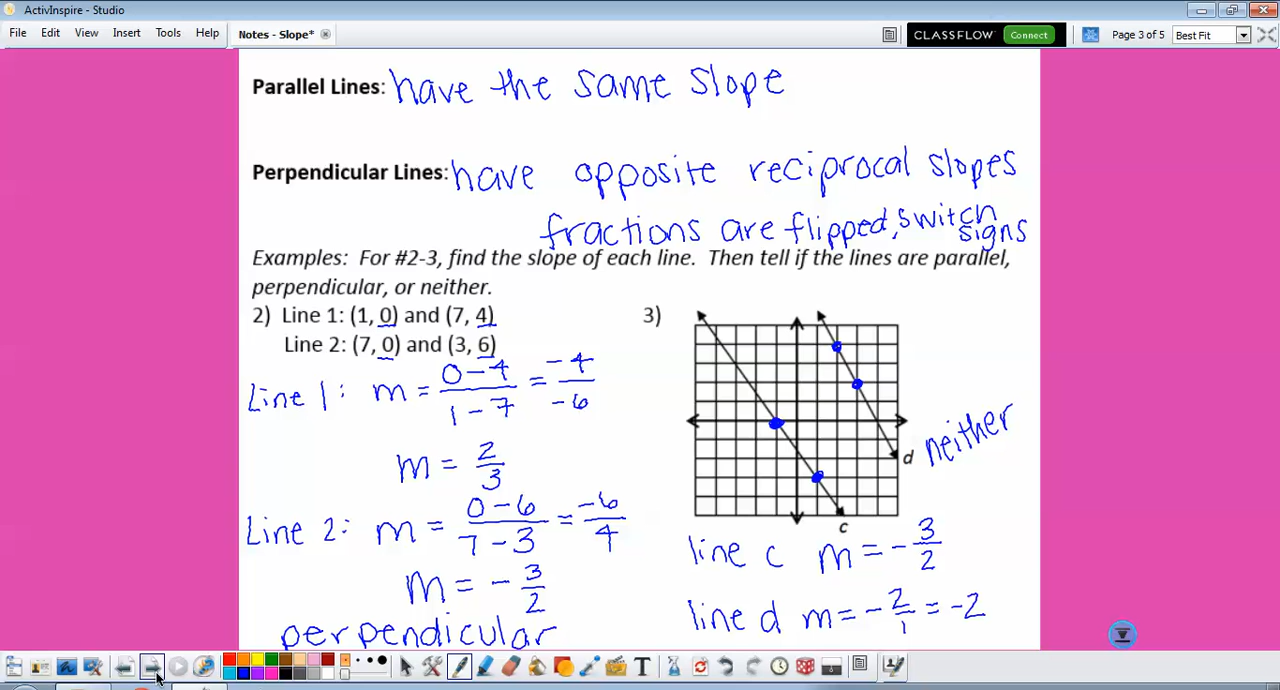 ActivInspire - Studio
File Edit View Insert Tools Help Notes - Slope* CLASSFLOW Connect Page 3 of 5 Best Fit
Parallel Lines: have the same slope
Perpendicular Lines: have opposite reciprocal slopes
fractions are flipped, switch signs
Examples: For #2-3, find the slope of each line. Then tell if the lines are parallel,
perpendicular, or neither.
2) Line 1: (1, 0) and (7, 4)
Line 2: (7, 0) and (3, 6)
Line 1: m = 0-4/1-7 = -4/-6
m = 2/3
Line 2: m = 0-6/7-3 = -6/4
m = -3/2
perpendicular
3)
d
neither
c
line c m = -3/2
line d m = -2/1 = -2
T